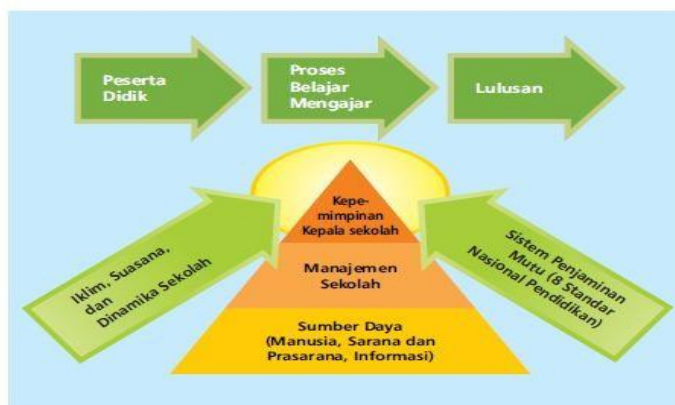 Peserta
Didik
Proses
Belajar
Mengajar
Lulusan
Kepe-
mimpinan
Kepala sekolah
Manajemen
Sekolah
Sumber Daya
(Manusia, Sarana dan
Prasarana, Informasi)
Iklim, Suasana,
dan
Dinamika Sekolah
Sistem Penjaminan
Mutu (8 Standar
Nasional Pendidikan)